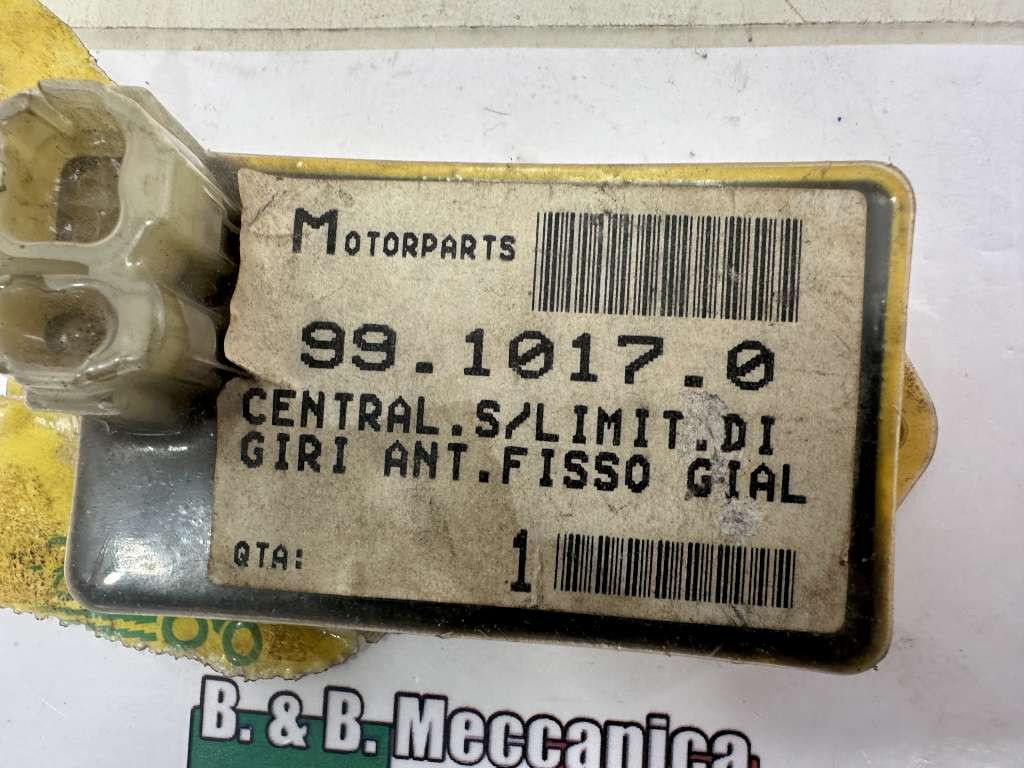 MOTORPARTS
99.1017.0
CENTRAL.S/LIMIT.DI
GIRI ANT.FISSO GIAL
QTA: 1
B. & B. Meccanica